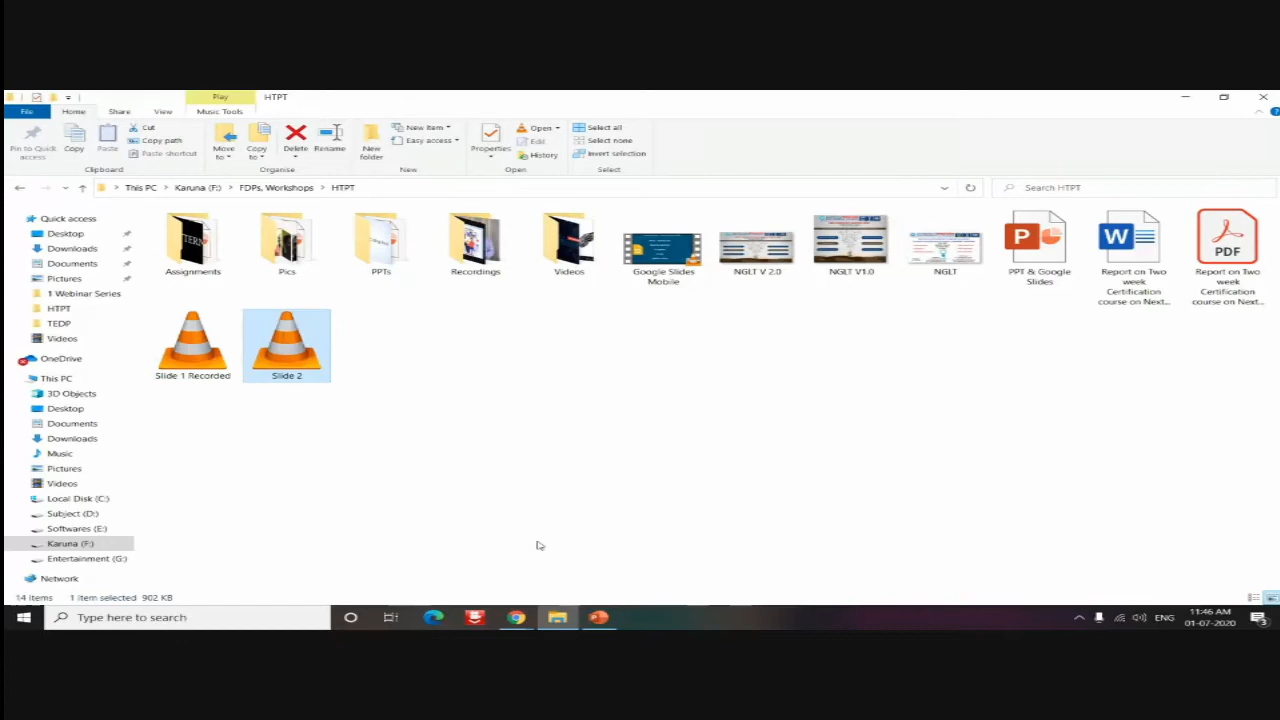 Play
HTPT
File
Home
Share
View
Music Tools
Pin to Quick access
Copy
Paste
Cut
Copy path
Paste shortcut
Clipboard
Move to
Copy to
Delete
Rename
Organise
New folder
New item
Easy access
New
Properties
Open
Edit
History
Open
Select all
Select none
Invert selection
Select
This PC > Karuna (F:) > FDPs, Workshops > HTPT
Search HTPT
Quick access
Desktop
Downloads
Documents
Pictures
1 Webinar Series
HTPT
TEDP
Videos
OneDrive
This PC
3D Objects
Desktop
Documents
Downloads
Music
Pictures
Videos
Local Disk (C:)
Subject (D:)
Softwares (E:)
Karuna (F:)
Entertainment (G:)
Network
Assignments
Pics
PPTs
Recordings
Videos
Google Slides Mobile
NGLT V 2.0
NGLT V1.0
NGLT
PPT & Google Slides
Report on Two week Certification course on Next...
PDF
Report on Two week Certification course on Next...
Slide 1 Recorded
Slide 2
14 items
1 item selected 902 KB
Type here to search
ENG
11:46 AM
01-07-2020